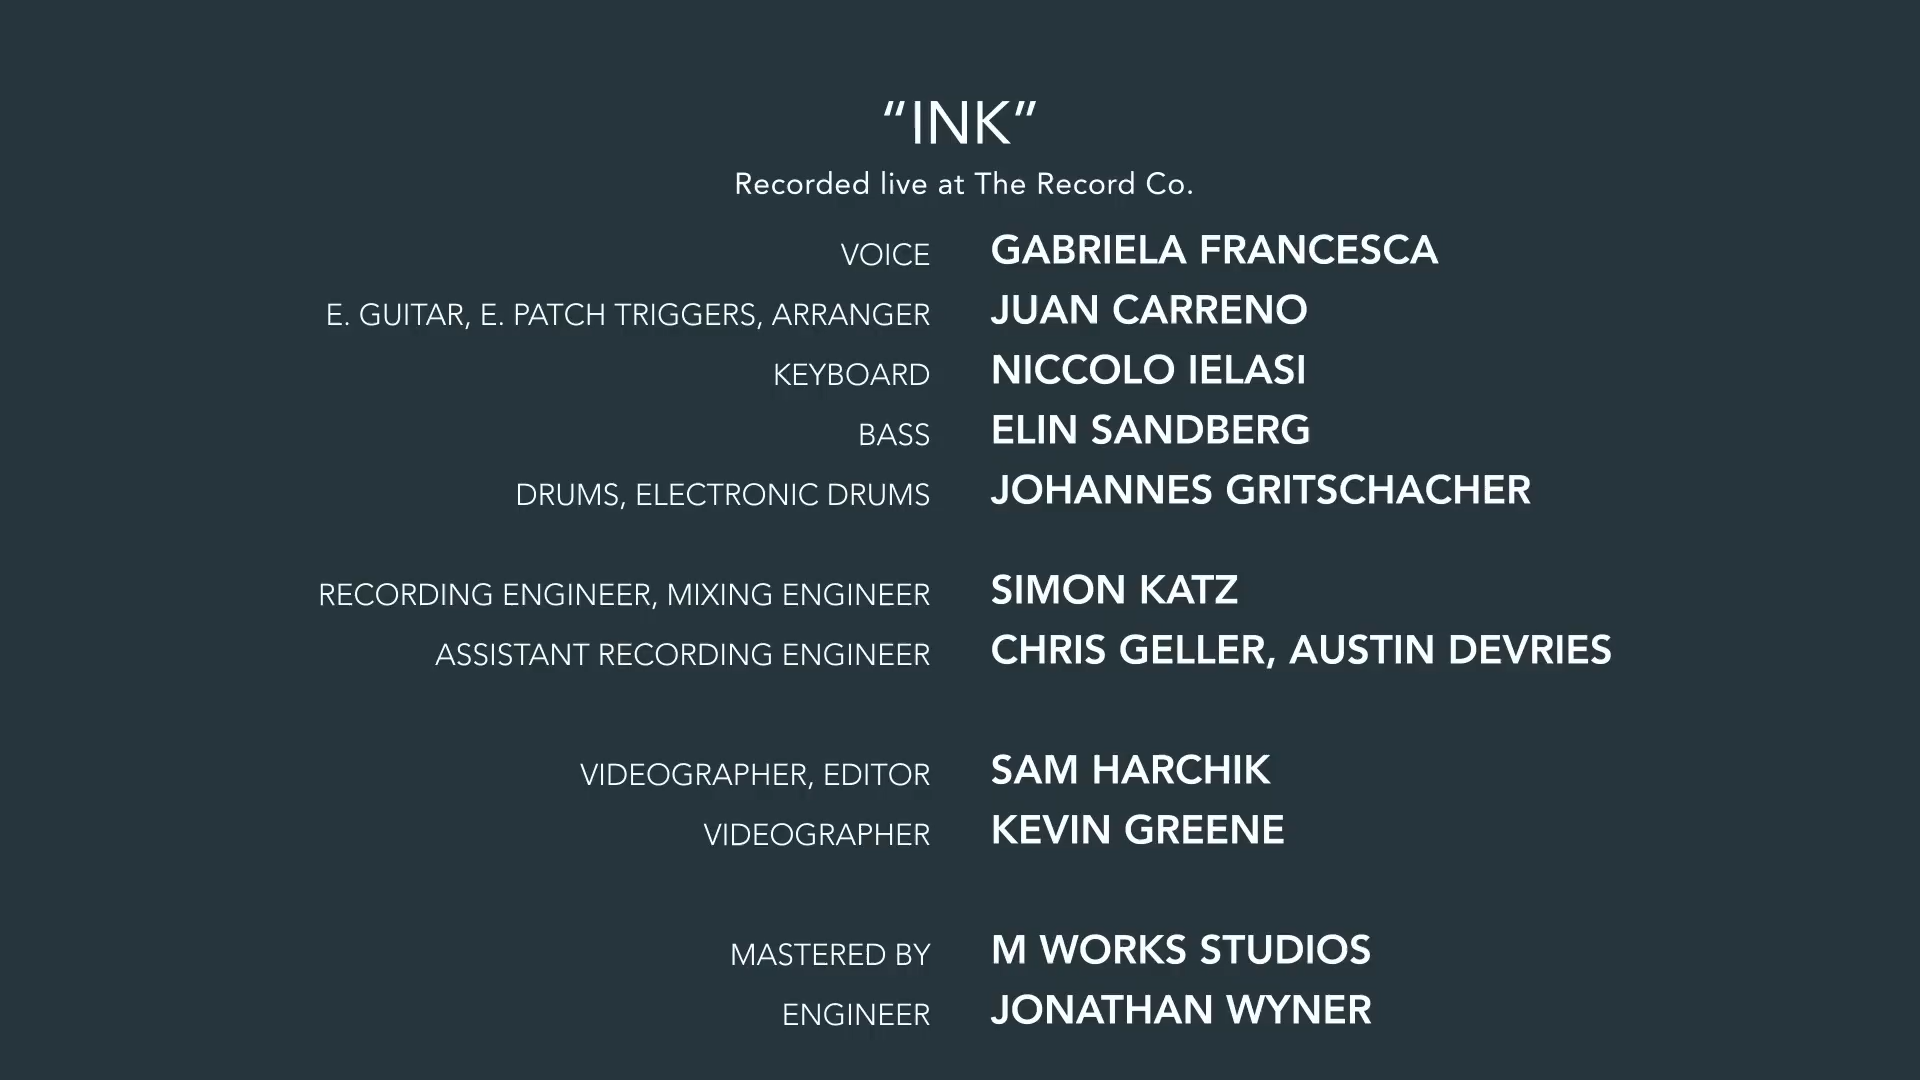 “INK”
Recorded live at The Record Co.
VOICE GABRIELA FRANCESCA
E. GUITAR, E. PATCH TRIGGERS, ARRANGER JUAN CARRENO
KEYBOARD NICCOLO IELASI
BASS ELIN SANDBERG
DRUMS, ELECTRONIC DRUMS JOHANNES GRITSCHACHER
RECORDING ENGINEER, MIXING ENGINEER SIMON KATZ
ASSISTANT RECORDING ENGINEER CHRIS GELLER, AUSTIN DEVRIES
VIDEOGRAPHER, EDITOR SAM HARCHIK
VIDEOGRAPHER KEVIN GREENE
MASTERED BY M WORKS STUDIOS
ENGINEER JONATHAN WYNER